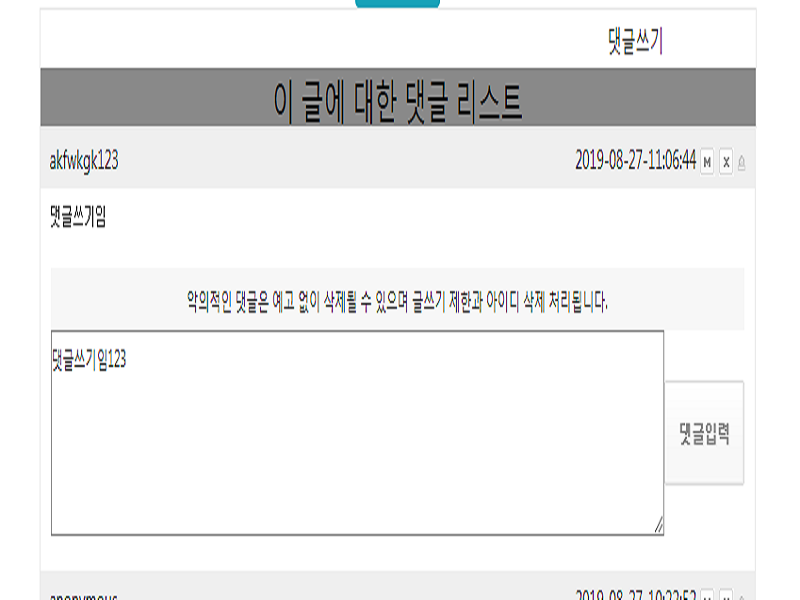 댓글쓰기
이 글에 대한 댓글 리스트
akfwkgk123 2019-08-27-11:06:44 M X
댓글쓰기임
악의적인 댓글은 예고 없이 삭제될 수 있으며 글쓰기 제한과 아이디 삭제 처리됩니다.
댓글쓰기임123
댓글입력
anonymous 2019-08-27-10:22:52